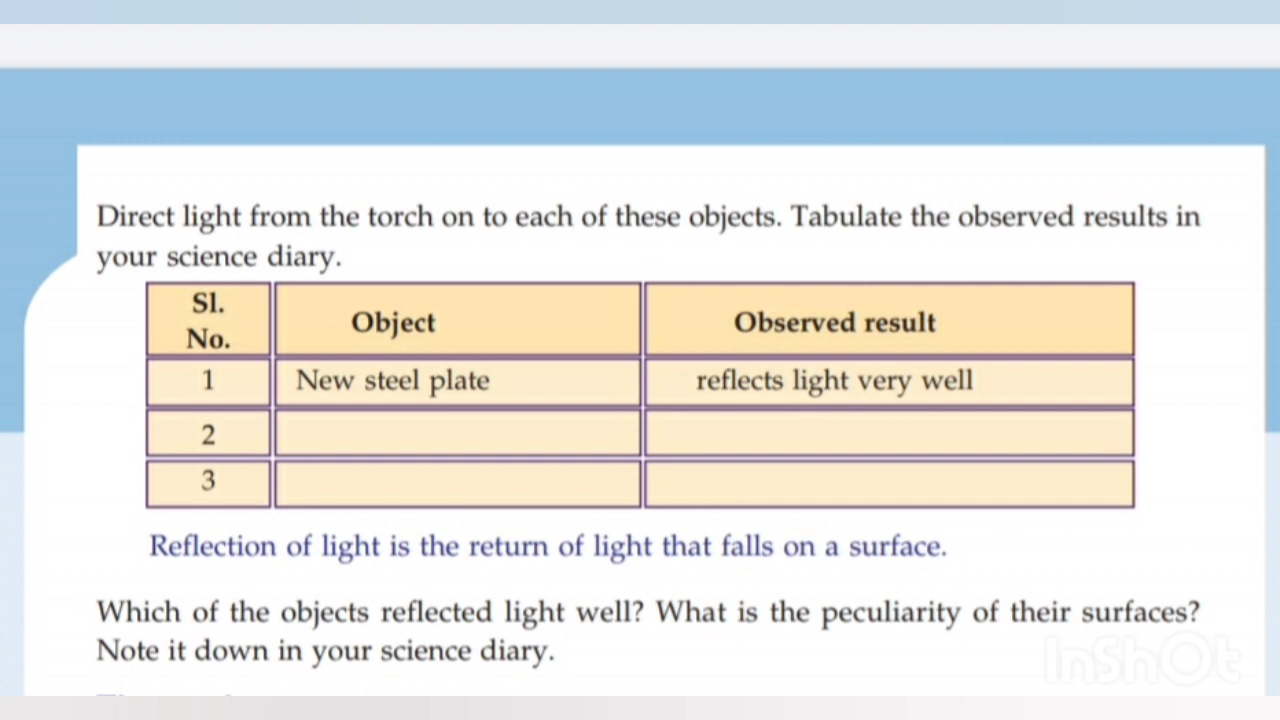 Direct light from the torch on to each of these objects. Tabulate the observed results in
your science diary.
Sl. No. Object Observed result
1 New steel plate reflects light very well
2
3
Reflection of light is the return of light that falls on a surface.
Which of the objects reflected light well? What is the peculiarity of their surfaces?
Note it down in your science diary.
InShOt